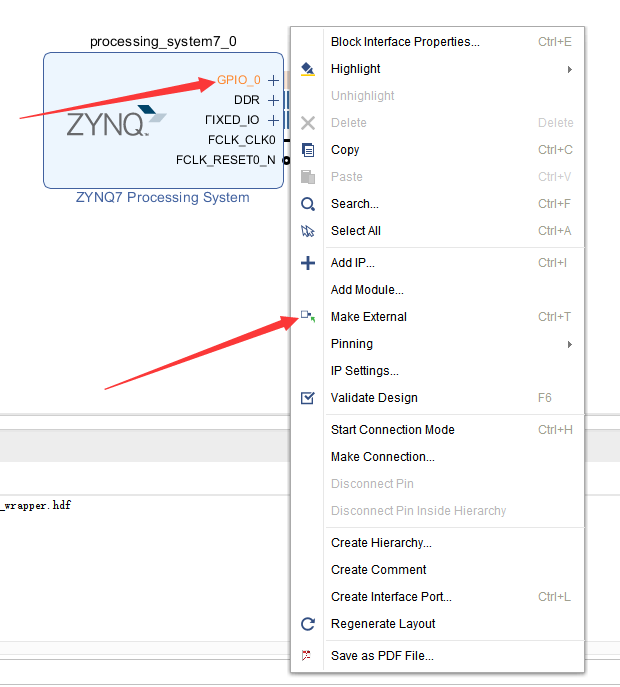 processing_system7_0
GPIO_0
DDR
FIXED_IO
FCLK_CLK0
FCLK_RESET0_N
ZYNQ
ZYNQ7 Processing System
_wrapper.hdf
Block Interface Properties... Ctrl+E
Highlight
Unhighlight
Delete Delete
Copy Ctrl+C
Paste Ctrl+V
Search... Ctrl+F
Select All Ctrl+A
Add IP... Ctrl+I
Add Module...
Make External Ctrl+T
Pinning
IP Settings...
Validate Design F6
Start Connection Mode Ctrl+H
Make Connection...
Disconnect Pin
Disconnect Pin Inside Hierarchy
Create Hierarchy...
Create Comment
Create Interface Port... Ctrl+L
Regenerate Layout
Save as PDF File...